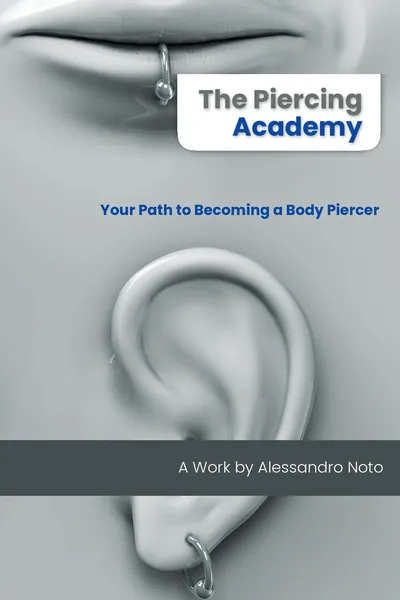 The Piercing
Academy
Your Path to Becoming a Body Piercer
A Work by Alessandro Noto